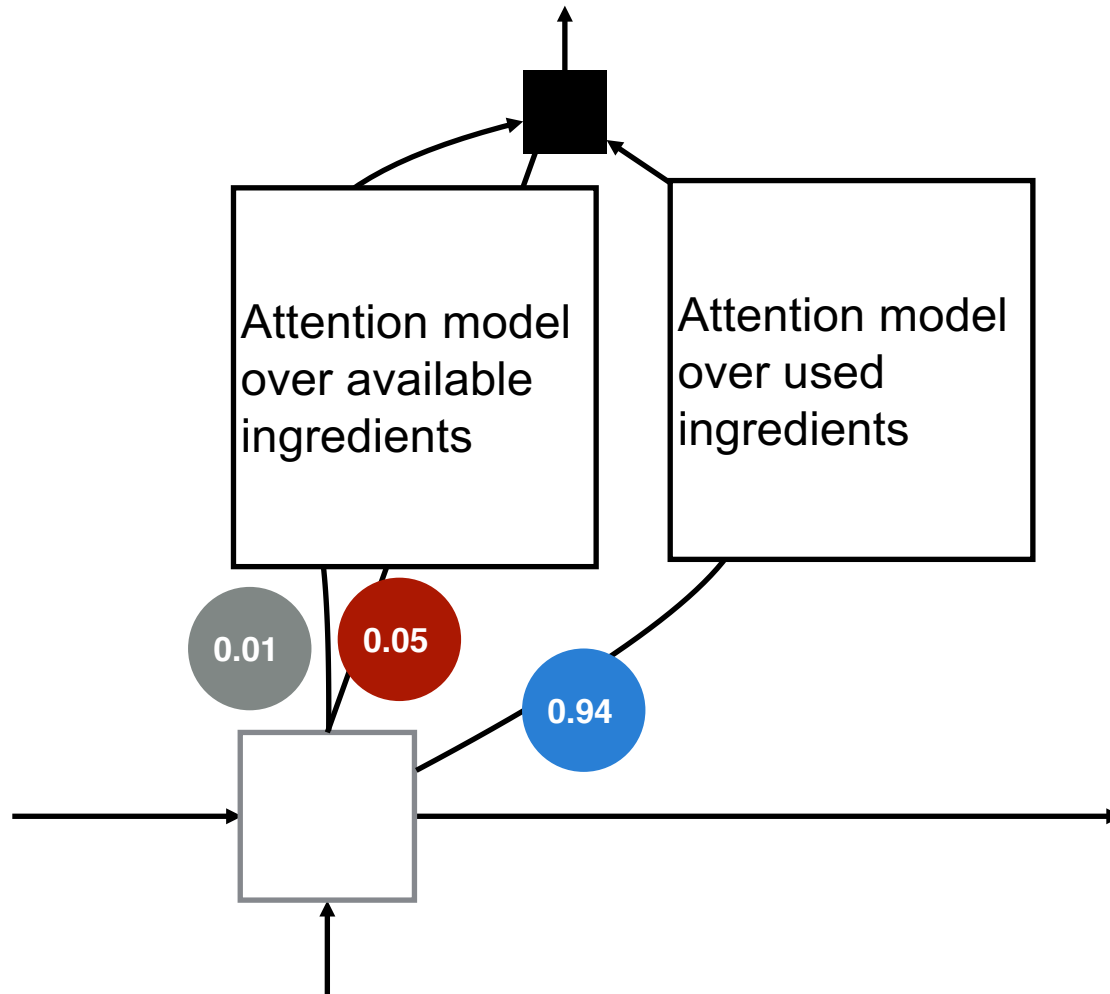 Attention model
over available
ingredients
Attention model
over used
ingredients
0.01
0.05
0.94